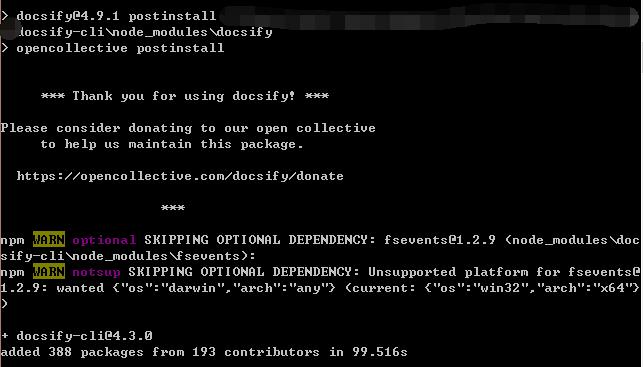 > docsify@4.9.1 postinstall
docsify-cli\node_modules\docsify
> opencollective postinstall
*** Thank you for using docsify! ***
Please consider donating to our open collective
to help us maintain this package.
https://opencollective.com/docsify/donate
***
npm WARN optional SKIPPING OPTIONAL DEPENDENCY: fsevents@1.2.9 (node_modules\doc
sify-cli\node_modules\fsevents):
npm WARN notsup SKIPPING OPTIONAL DEPENDENCY: Unsupported platform for fsevents@
1.2.9: wanted {"os":"darwin","arch":"any"} (current: {"os":"win32","arch":"x64"}
)
+ docsify-cli@4.3.0
added 388 packages from 193 contributors in 99.516s